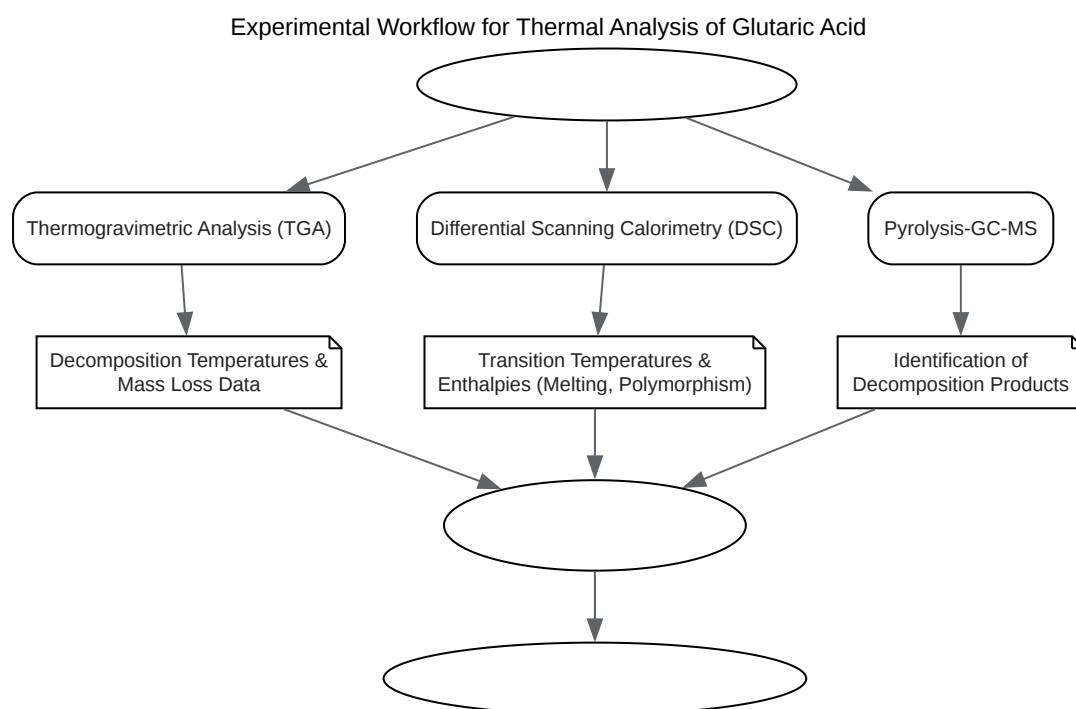 Experimental Workflow for Thermal Analysis of Glutaric Acid
Thermogravimetric Analysis (TGA)
Differential Scanning Calorimetry (DSC)
Pyrolysis-GC-MS
Decomposition Temperatures &
Mass Loss Data
Transition Temperatures &
Enthalpies (Melting, Polymorphism)
Identification of
Decomposition Products